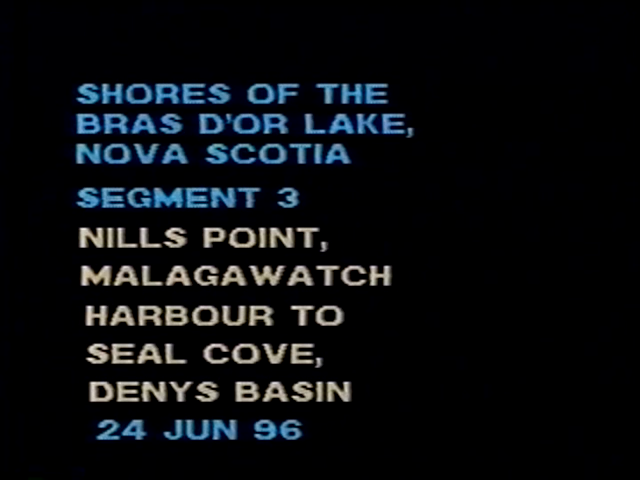 SHORES OF THE
BRAS D'OR LAKE,
NOVA SCOTIA
SEGMENT 3
NILLS POINT,
MALAGAWATCH
HARBOUR TO
SEAL COVE,
DENYS BASIN
24 JUN 96